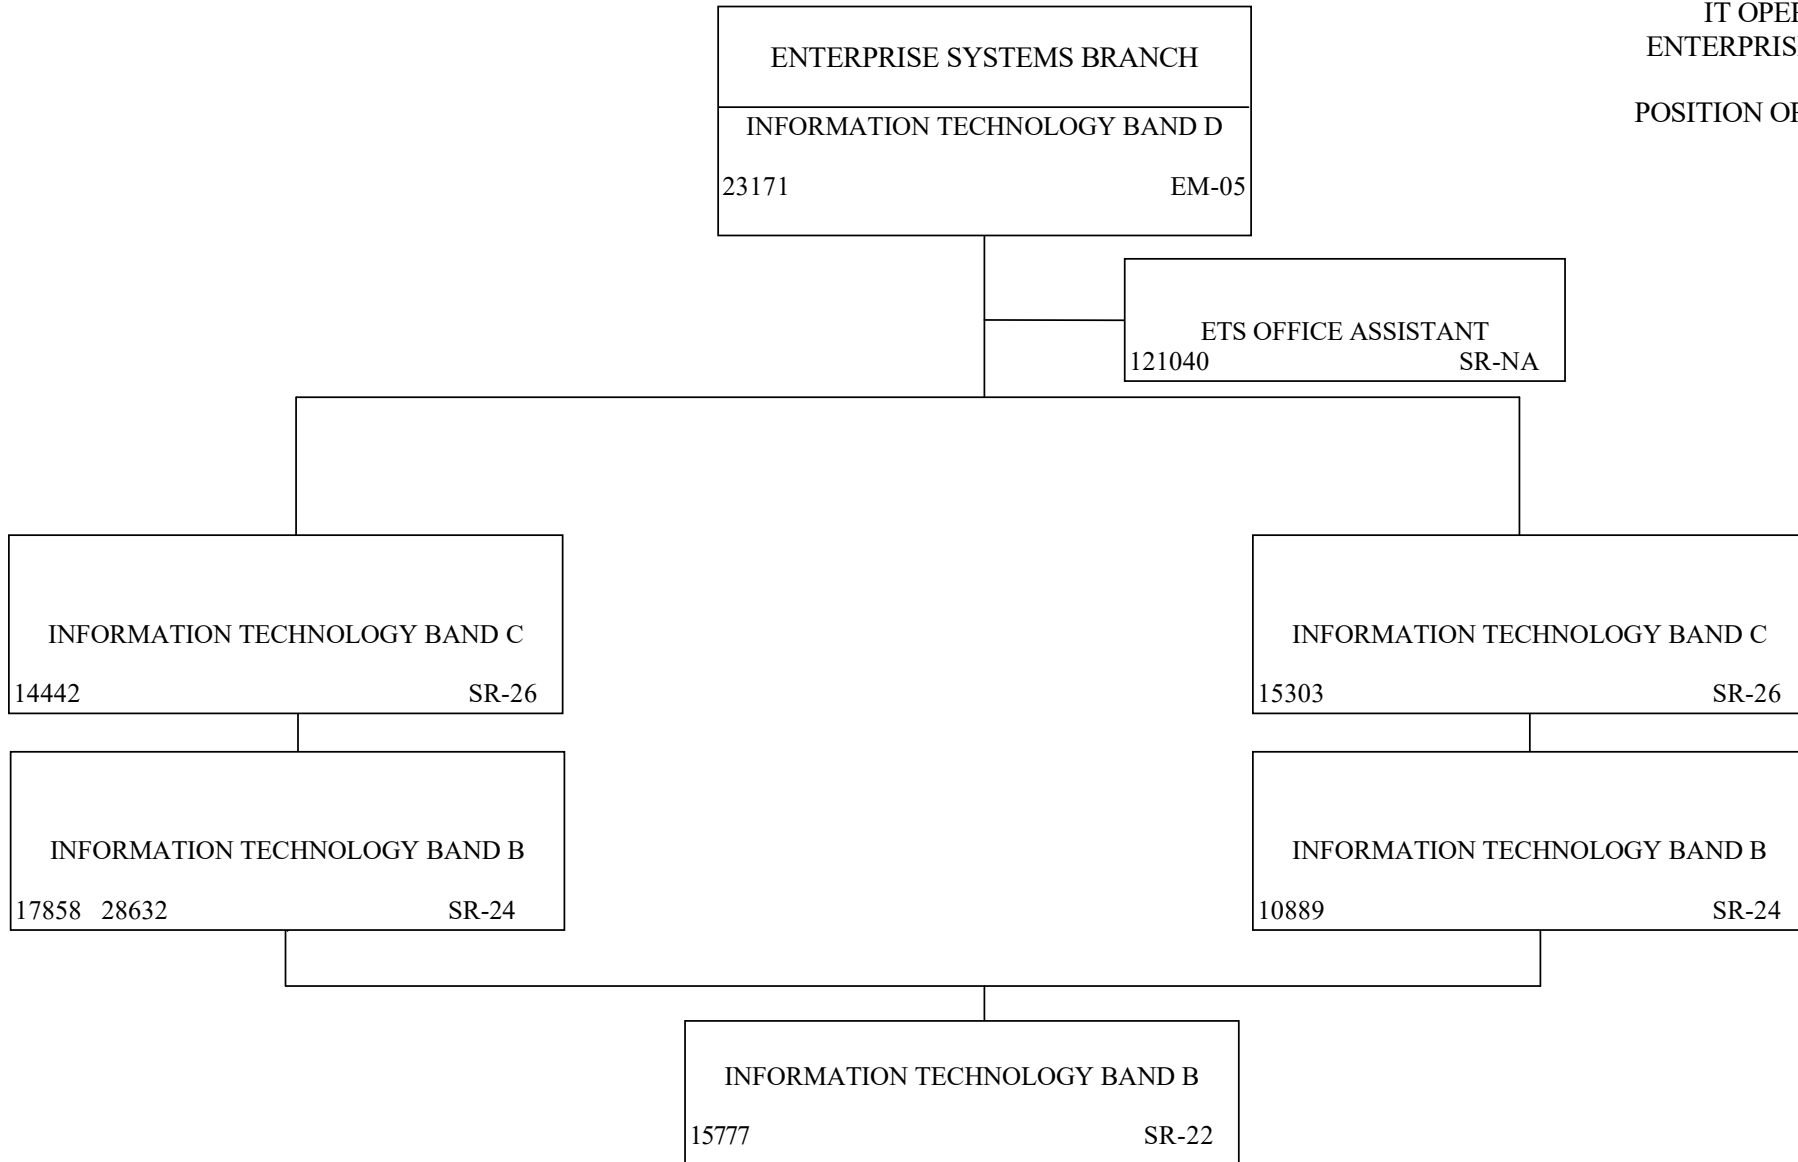 IT OPER
ENTERPRISE
POSITION OR
ENTERPRISE SYSTEMS BRANCH
INFORMATION TECHNOLOGY BAND D
23171 EM-05
ETS OFFICE ASSISTANT
121040 SR-NA
INFORMATION TECHNOLOGY BAND C
14442 SR-26
INFORMATION TECHNOLOGY BAND C
15303 SR-26
INFORMATION TECHNOLOGY BAND B
17858 28632 SR-24
INFORMATION TECHNOLOGY BAND B
10889 SR-24
INFORMATION TECHNOLOGY BAND B
15777 SR-22